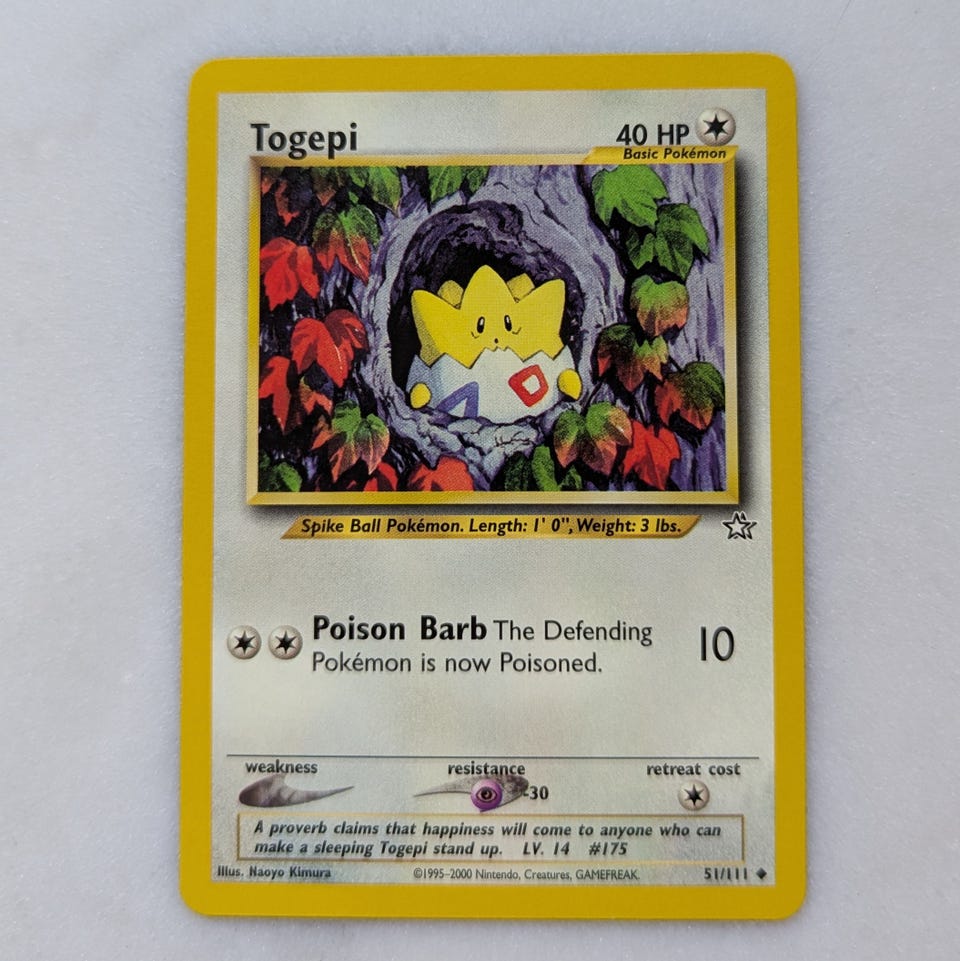 Togepi
40 HP
Basic Pokémon
Spike Ball Pokémon. Length: 1' 0", Weight: 3 lbs.
Poison Barb The Defending
Pokémon is now Poisoned.
10
weakness
resistance
retreat cost
-30
A proverb claims that happiness will come to anyone who can
make a sleeping Togepi stand up. LV. 14 #175
Illus. Naoyo Kimura
©1995-2000 Nintendo, Creatures, GAMEFREAK.
51/111